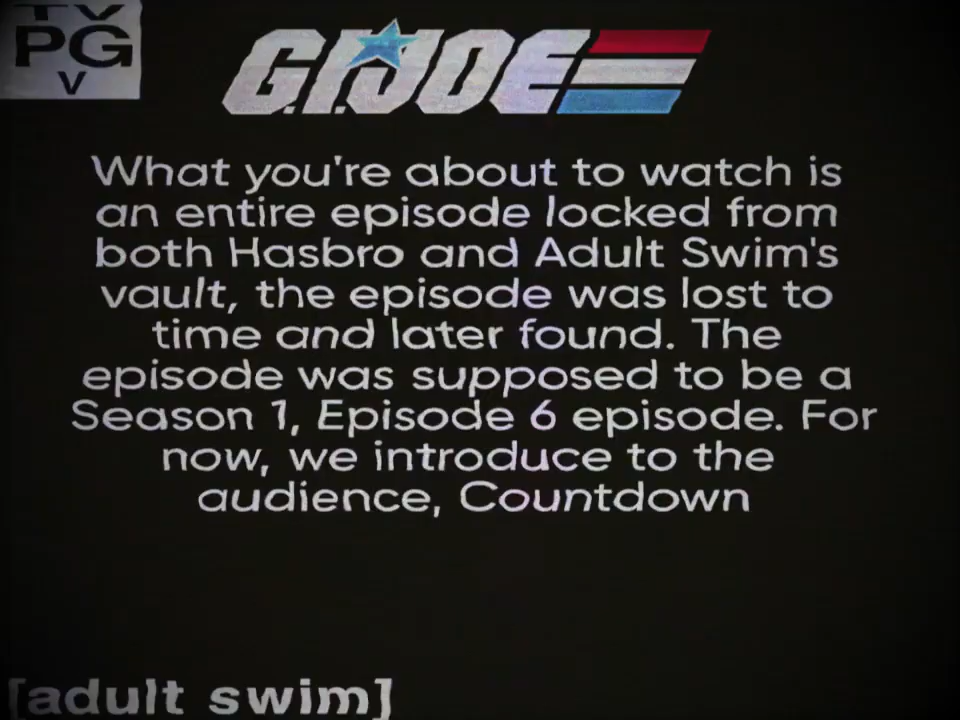 TV
PG
V
G.I. JOE
What you're about to watch is
an entire episode locked from
both Hasbro and Adult Swim's
vault, the episode was lost to
time and later found. The
episode was supposed to be a
Season 1, Episode 6 episode. For
now, we introduce to the
audience, Countdown
[adult swim]